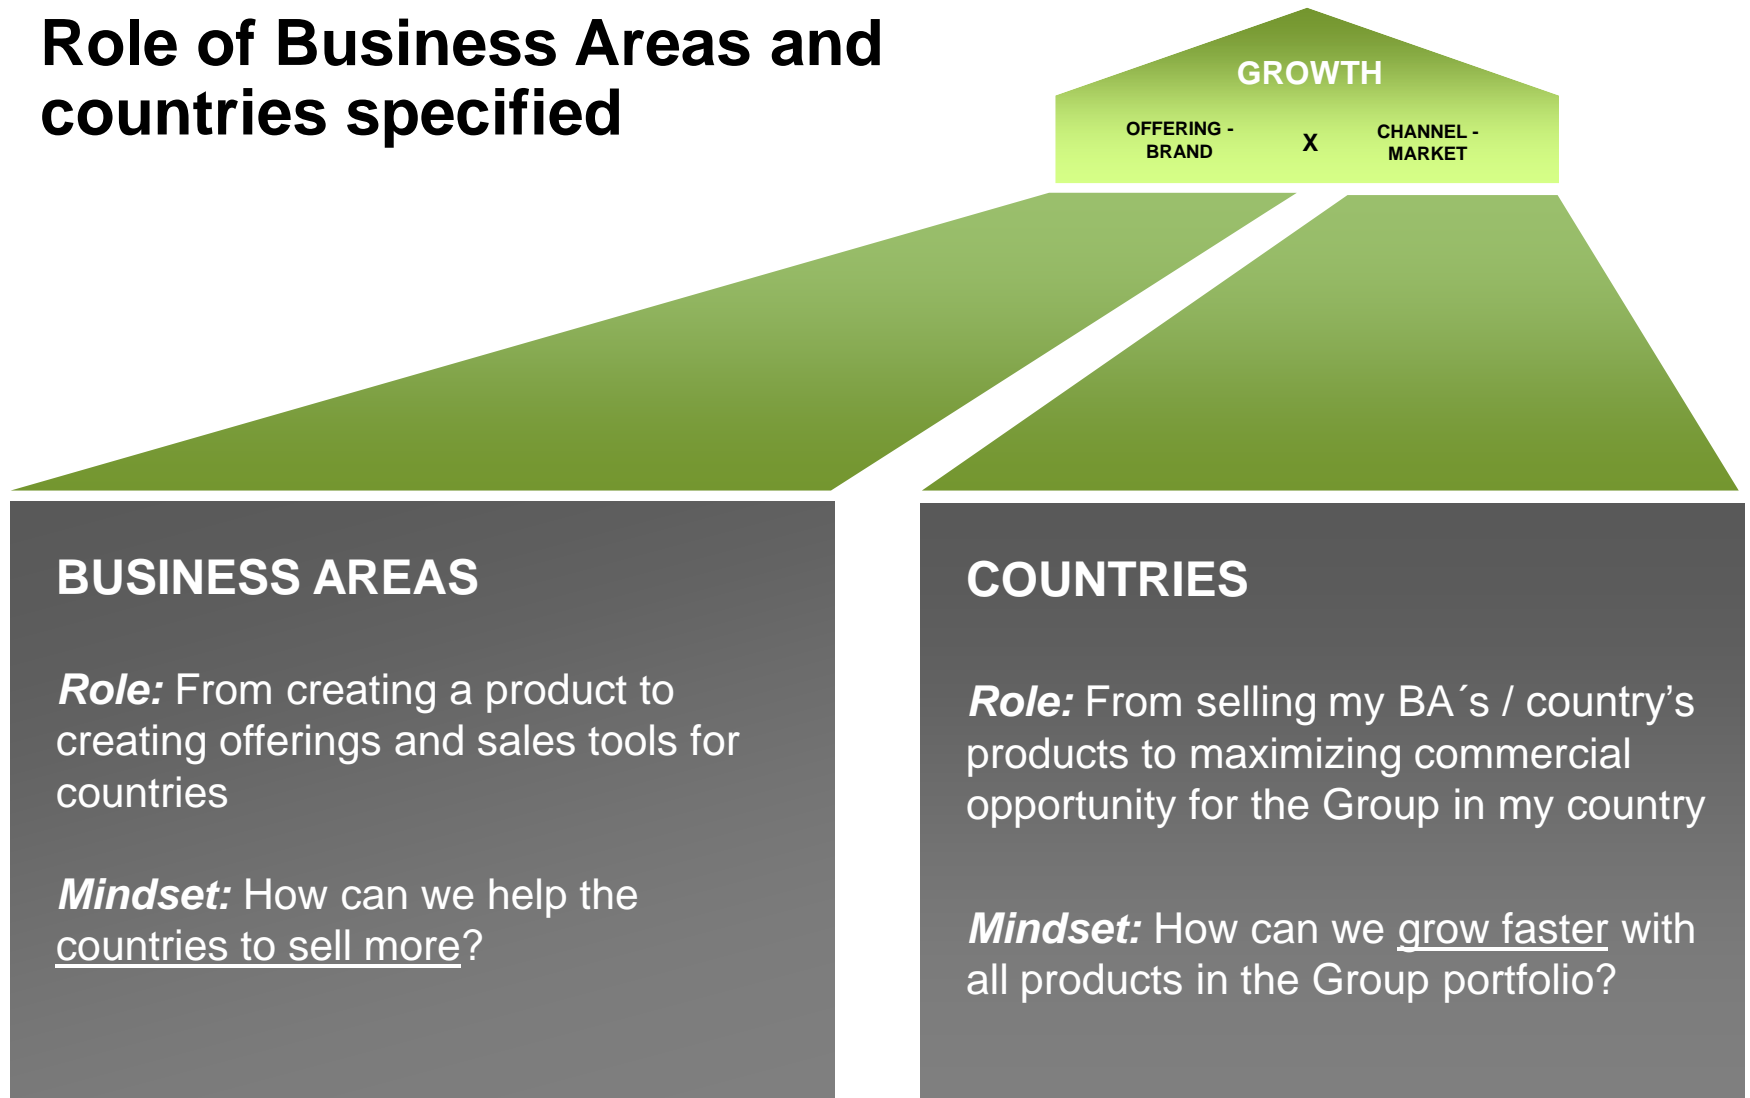 Role of Business Areas and
countries specified
GROWTH
OFFERING -
BRAND
X
CHANNEL -
MARKET
BUSINESS AREAS
Role: From creating a product to
creating offerings and sales tools for
countries
Mindset: How can we help the
countries to sell more?
COUNTRIES
Role: From selling my BA´s / country’s
products to maximizing commercial
opportunity for the Group in my country
Mindset: How can we grow faster with
all products in the Group portfolio?